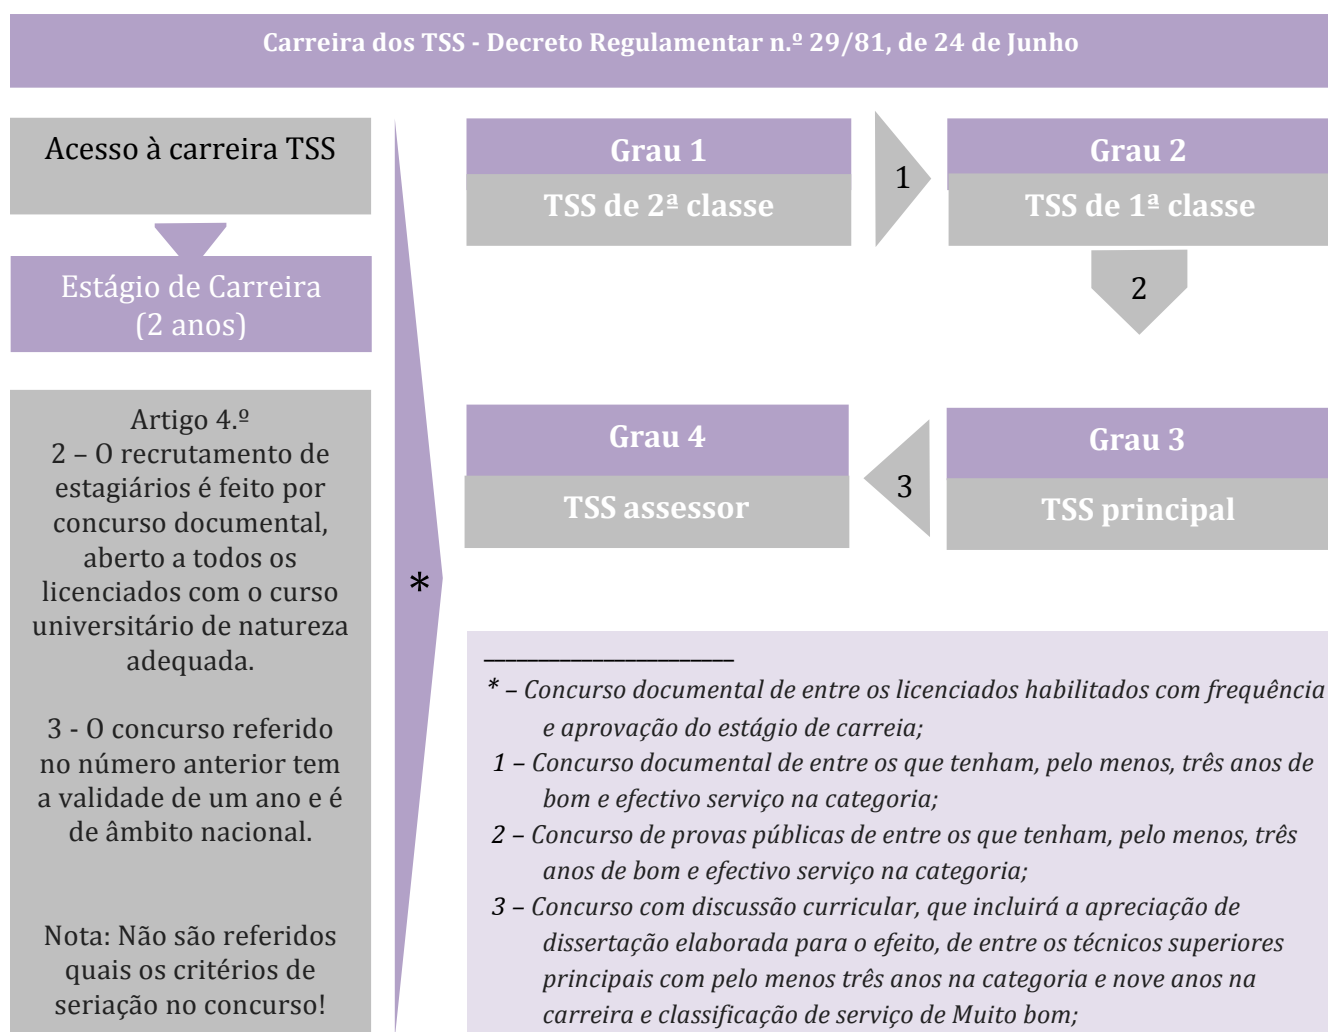 Carreira dos TSS - Decreto Regulamentar n.º 29/81, de 24 de Junho
Acesso à carreira TSS
Estágio de Carreira
(2 anos)
Artigo 4.º
2 – O recrutamento de
estagiários é feito por
concurso documental,
aberto a todos os
licenciados com o curso
universitário de natureza
adequada.
3 - O concurso referido
no número anterior tem
a validade de um ano e é
de âmbito nacional.
Nota: Não são referidos
quais os critérios de
seriação no concurso!
*
Grau 1
TSS de 2ª classe
1
Grau 2
TSS de 1ª classe
2
Grau 3
TSS principal
3
Grau 4
TSS assessor
* – Concurso documental de entre os licenciados habilitados com frequência
e aprovação do estágio de carreia;
1 – Concurso documental de entre os que tenham, pelo menos, três anos de
bom e efectivo serviço na categoria;
2 – Concurso de provas públicas de entre os que tenham, pelo menos, três
anos de bom e efectivo serviço na categoria;
3 – Concurso com discussão curricular, que incluirá a apreciação de
dissertação elaborada para o efeito, de entre os técnicos superiores
principais com pelo menos três anos na categoria e nove anos na
carreira e classificação de serviço de Muito bom;